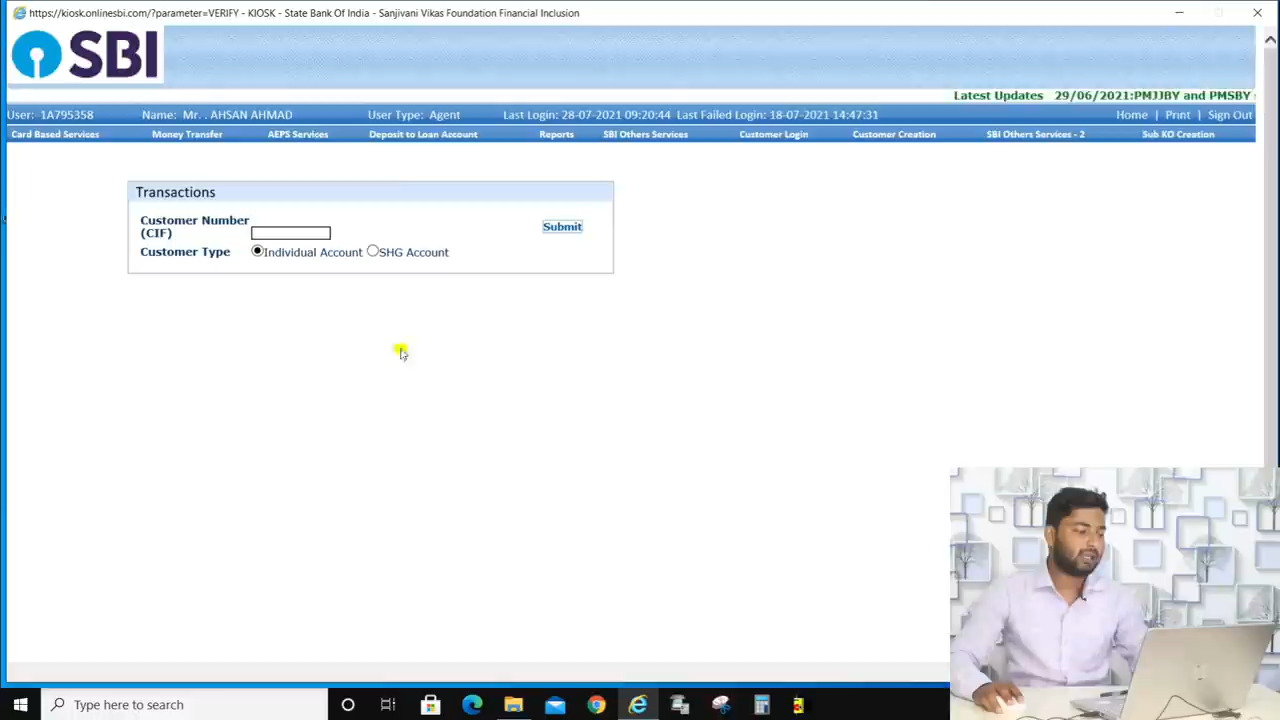 https://kiosk.onlinesbi.com/?parameter=VERIFY - KIOSK - State Bank Of India - Sanjivani Vikas Foundation Financial Inclusion
SBI
Latest Updates 29/06/2021:PMJJBY and PMSBY
User: 1A795358 Name: Mr. . AHSAN AHMAD User Type: Agent Last Login: 28-07-2021 09:20:44 Last Failed Login: 18-07-2021 14:47:31 Home | Print | Sign Out
Card Based Services Money Transfer AEPS Services Deposit to Loan Account Reports SBI Others Services Customer Login Customer Creation SBI Others Services - 2 Sub KO Creation
Transactions
Customer Number
(CIF)
Submit
Customer Type Individual Account SHG Account
Type here to search